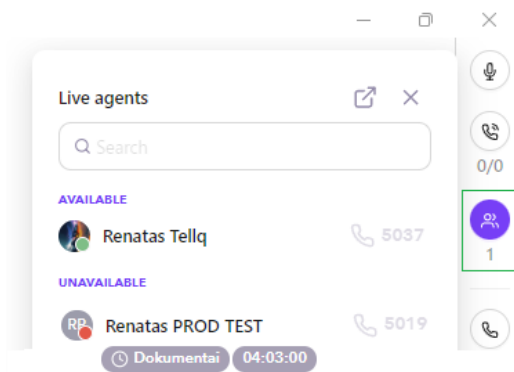 Live agents
Search
0/0
AVAILABLE
Renatas Tellq 5037
1
UNAVAILABLE
RP Renatas PROD TEST 5019
Dokumentai 04:03:00